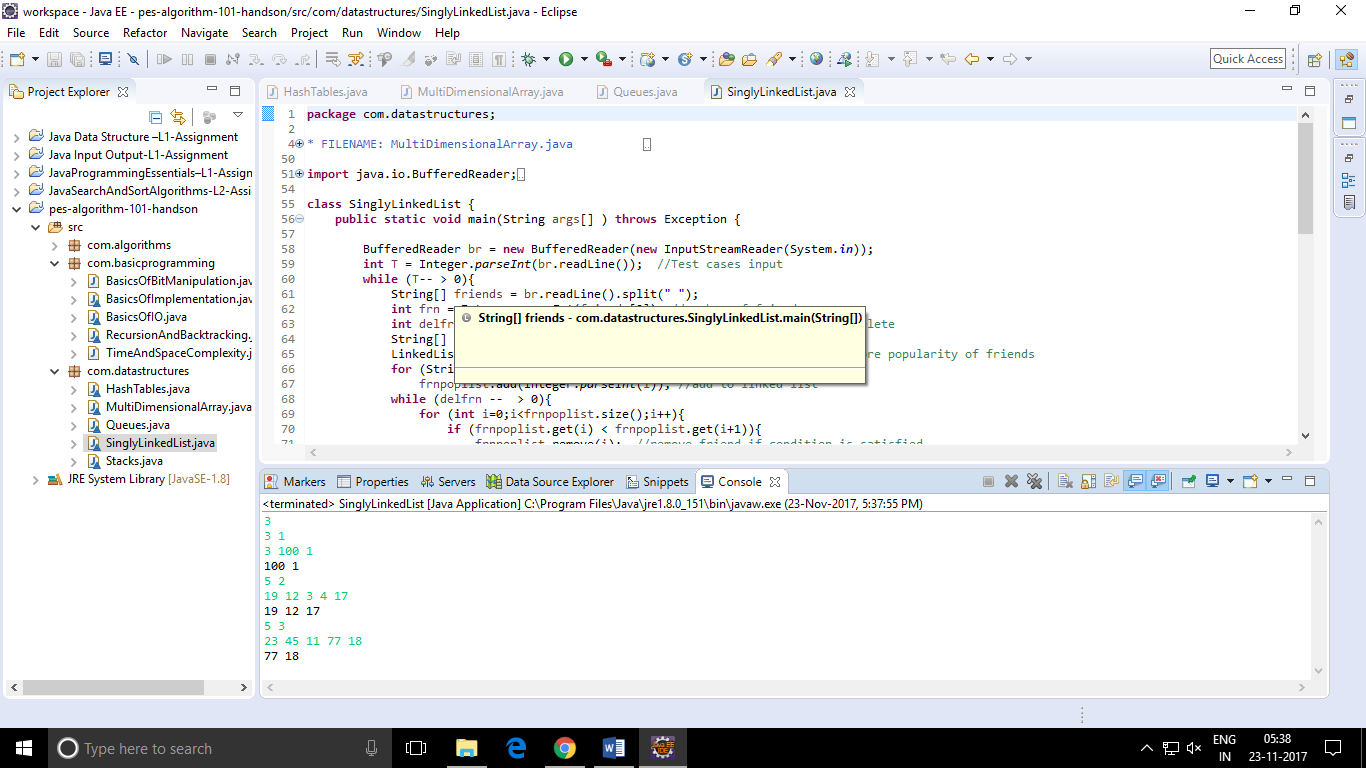 workspace - Java EE - pes-algorithm-101-handson/src/com/datastructures/SinglyLinkedList.java - Eclipse
File Edit Source Refactor Navigate Search Project Run Window Help
Quick Access
Project Explorer
Java Data Structure –L1-Assignment
Java Input Output-L1-Assignment
JavaProgrammingEssentials–L1-Assign
JavaSearchAndSortAlgorithms-L2-Assi
pes-algorithm-101-handson
src
com.algorithms
com.basicprogramming
BasicsOfBitManipulation.jav
BasicsOfImplementation.jav
BasicsOfIO.java
RecursionAndBacktracking.
TimeAndSpaceComplexity.j
com.datastructures
HashTables.java
MultiDimensionalArray.java
Queues.java
SinglyLinkedList.java
Stacks.java
JRE System Library [JavaSE-1.8]
HashTables.java MultiDimensionalArray.java Queues.java SinglyLinkedList.java
1 package com.datastructures;
2
4 * FILENAME: MultiDimensionalArray.java
50
51 import java.io.BufferedReader;
54
55 class SinglyLinkedList {
56 public static void main(String args[] ) throws Exception {
57
58 BufferedReader br = new BufferedReader(new InputStreamReader(System.in));
59 int T = Integer.parseInt(br.readLine()); //Test cases input
60 while (T-- > 0){
61 String[] friends = br.readLine().split(" ");
62 int frn
String[] friends - com.datastructures.SinglyLinkedList.main(String[])
63 int delfr lete
64 String[]
65 LinkedLis re popularity of friends
66 for (Stri
67 frnpoplist.add(Integer.parseInt(i)); //add to linked list
68 while (delfrn -- > 0){
69 for (int i=0;i<frnpoplist.size();i++){
70 if (frnpoplist.get(i) < frnpoplist.get(i+1)){
71 frnpoplist.remove(i); //remove friend if condition is satisfied
Markers Properties Servers Data Source Explorer Snippets Console
<terminated> SinglyLinkedList [Java Application] C:\Program Files\Java\jre1.8.0_151\bin\javaw.exe (23-Nov-2017, 5:37:55 PM)
3
3 1
3 100 1
100 1
5 2
19 12 3 4 17
19 12 17
5 3
23 45 11 77 18
77 18
Type here to search
ENG
IN
05:38
23-11-2017